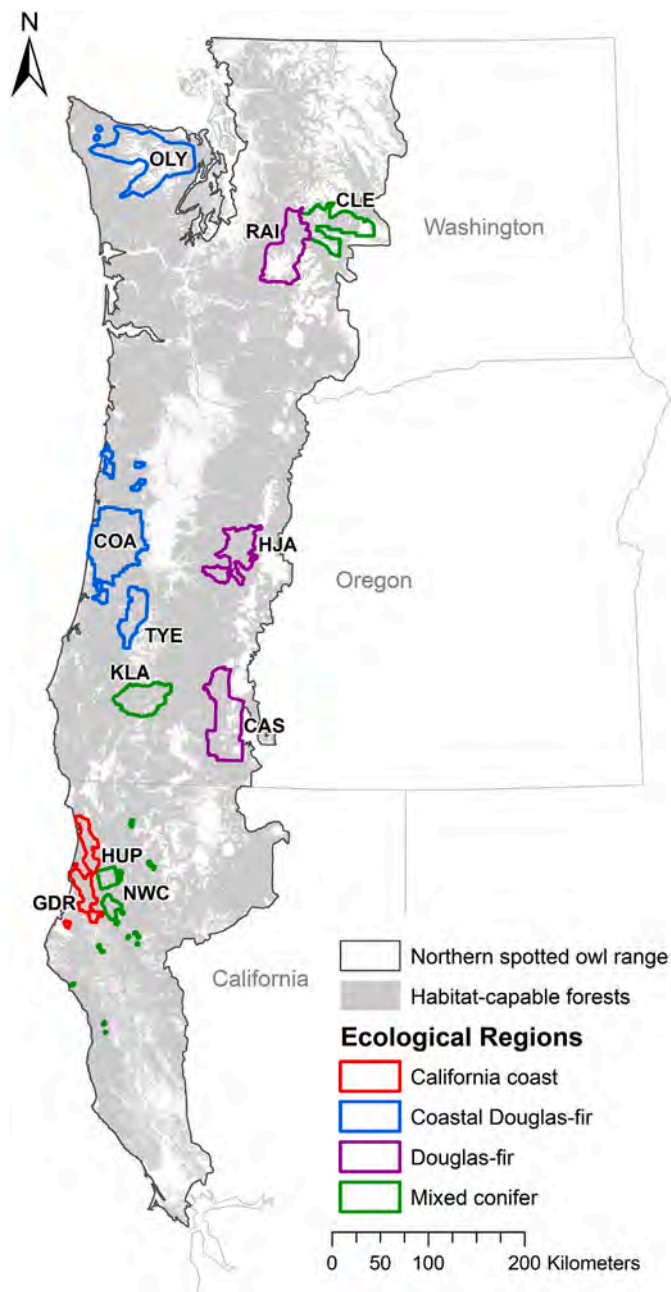 N
OLY
CLE
RAI
Washington
COA
HJA
Oregon
TYE
KLA
CAS
HUP
NWC
GDR
California
Northern spotted owl range
Habitat-capable forests
Ecological Regions
California coast
Coastal Douglas-fir
Douglas-fir
Mixed conifer
0 50 100 200 Kilometers